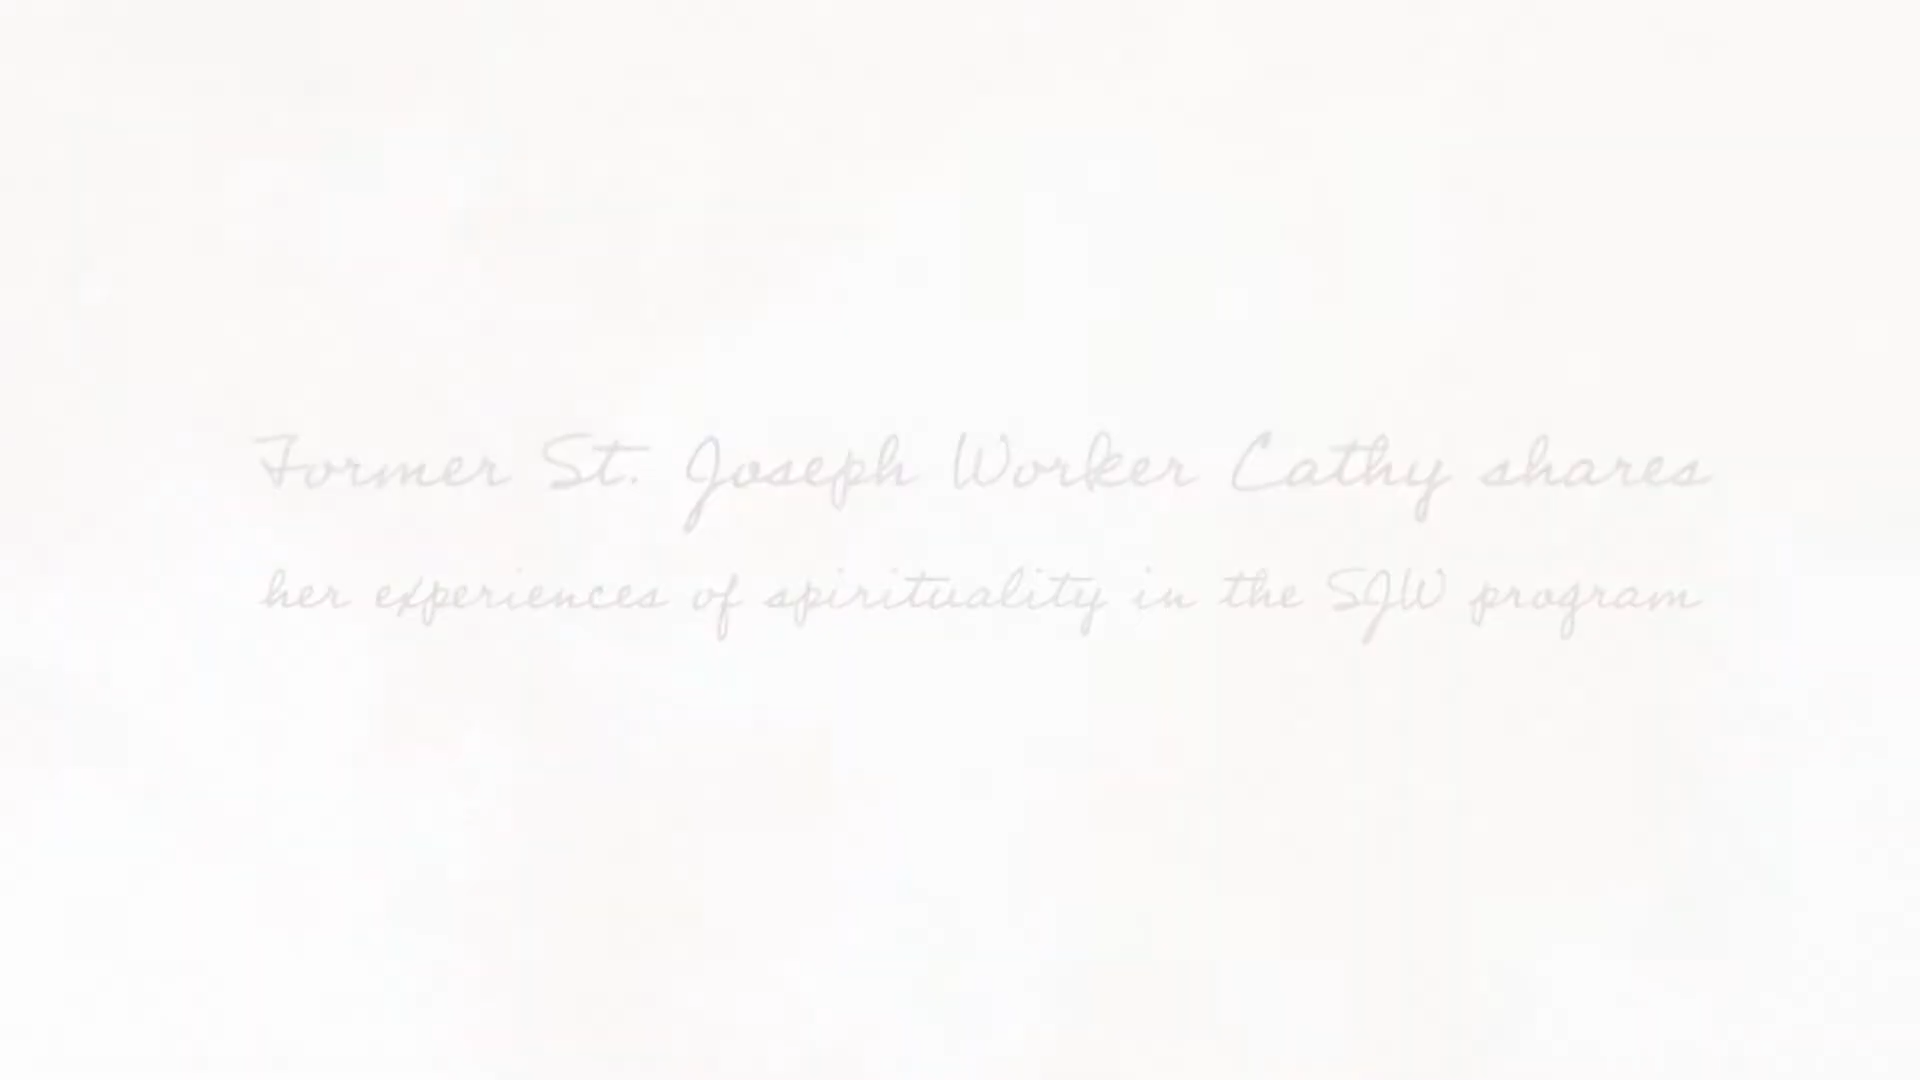 Former St. Joseph Worker Cathy shares
her experiences of spirituality in the SJW program